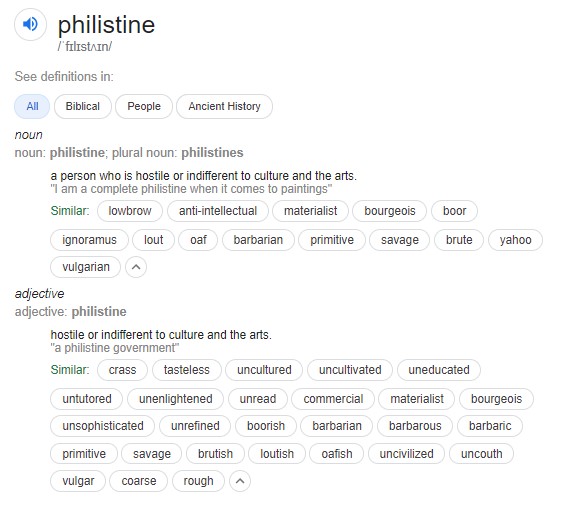 philistine
/ˈfɪlɪstʌɪn/
See definitions in:
All Biblical People Ancient History
noun
noun: philistine; plural noun: philistines
a person who is hostile or indifferent to culture and the arts.
"I am a complete philistine when it comes to paintings"
Similar: lowbrow anti-intellectual materialist bourgeois boor
ignoramus lout oaf barbarian primitive savage brute yahoo
vulgarian
adjective
adjective: philistine
hostile or indifferent to culture and the arts.
"a philistine government"
Similar: crass tasteless uncultured uncultivated uneducated
untutored unenlightened unread commercial materialist bourgeois
unsophisticated unrefined boorish barbarian barbarous barbaric
primitive savage brutish loutish oafish uncivilized uncouth
vulgar coarse rough